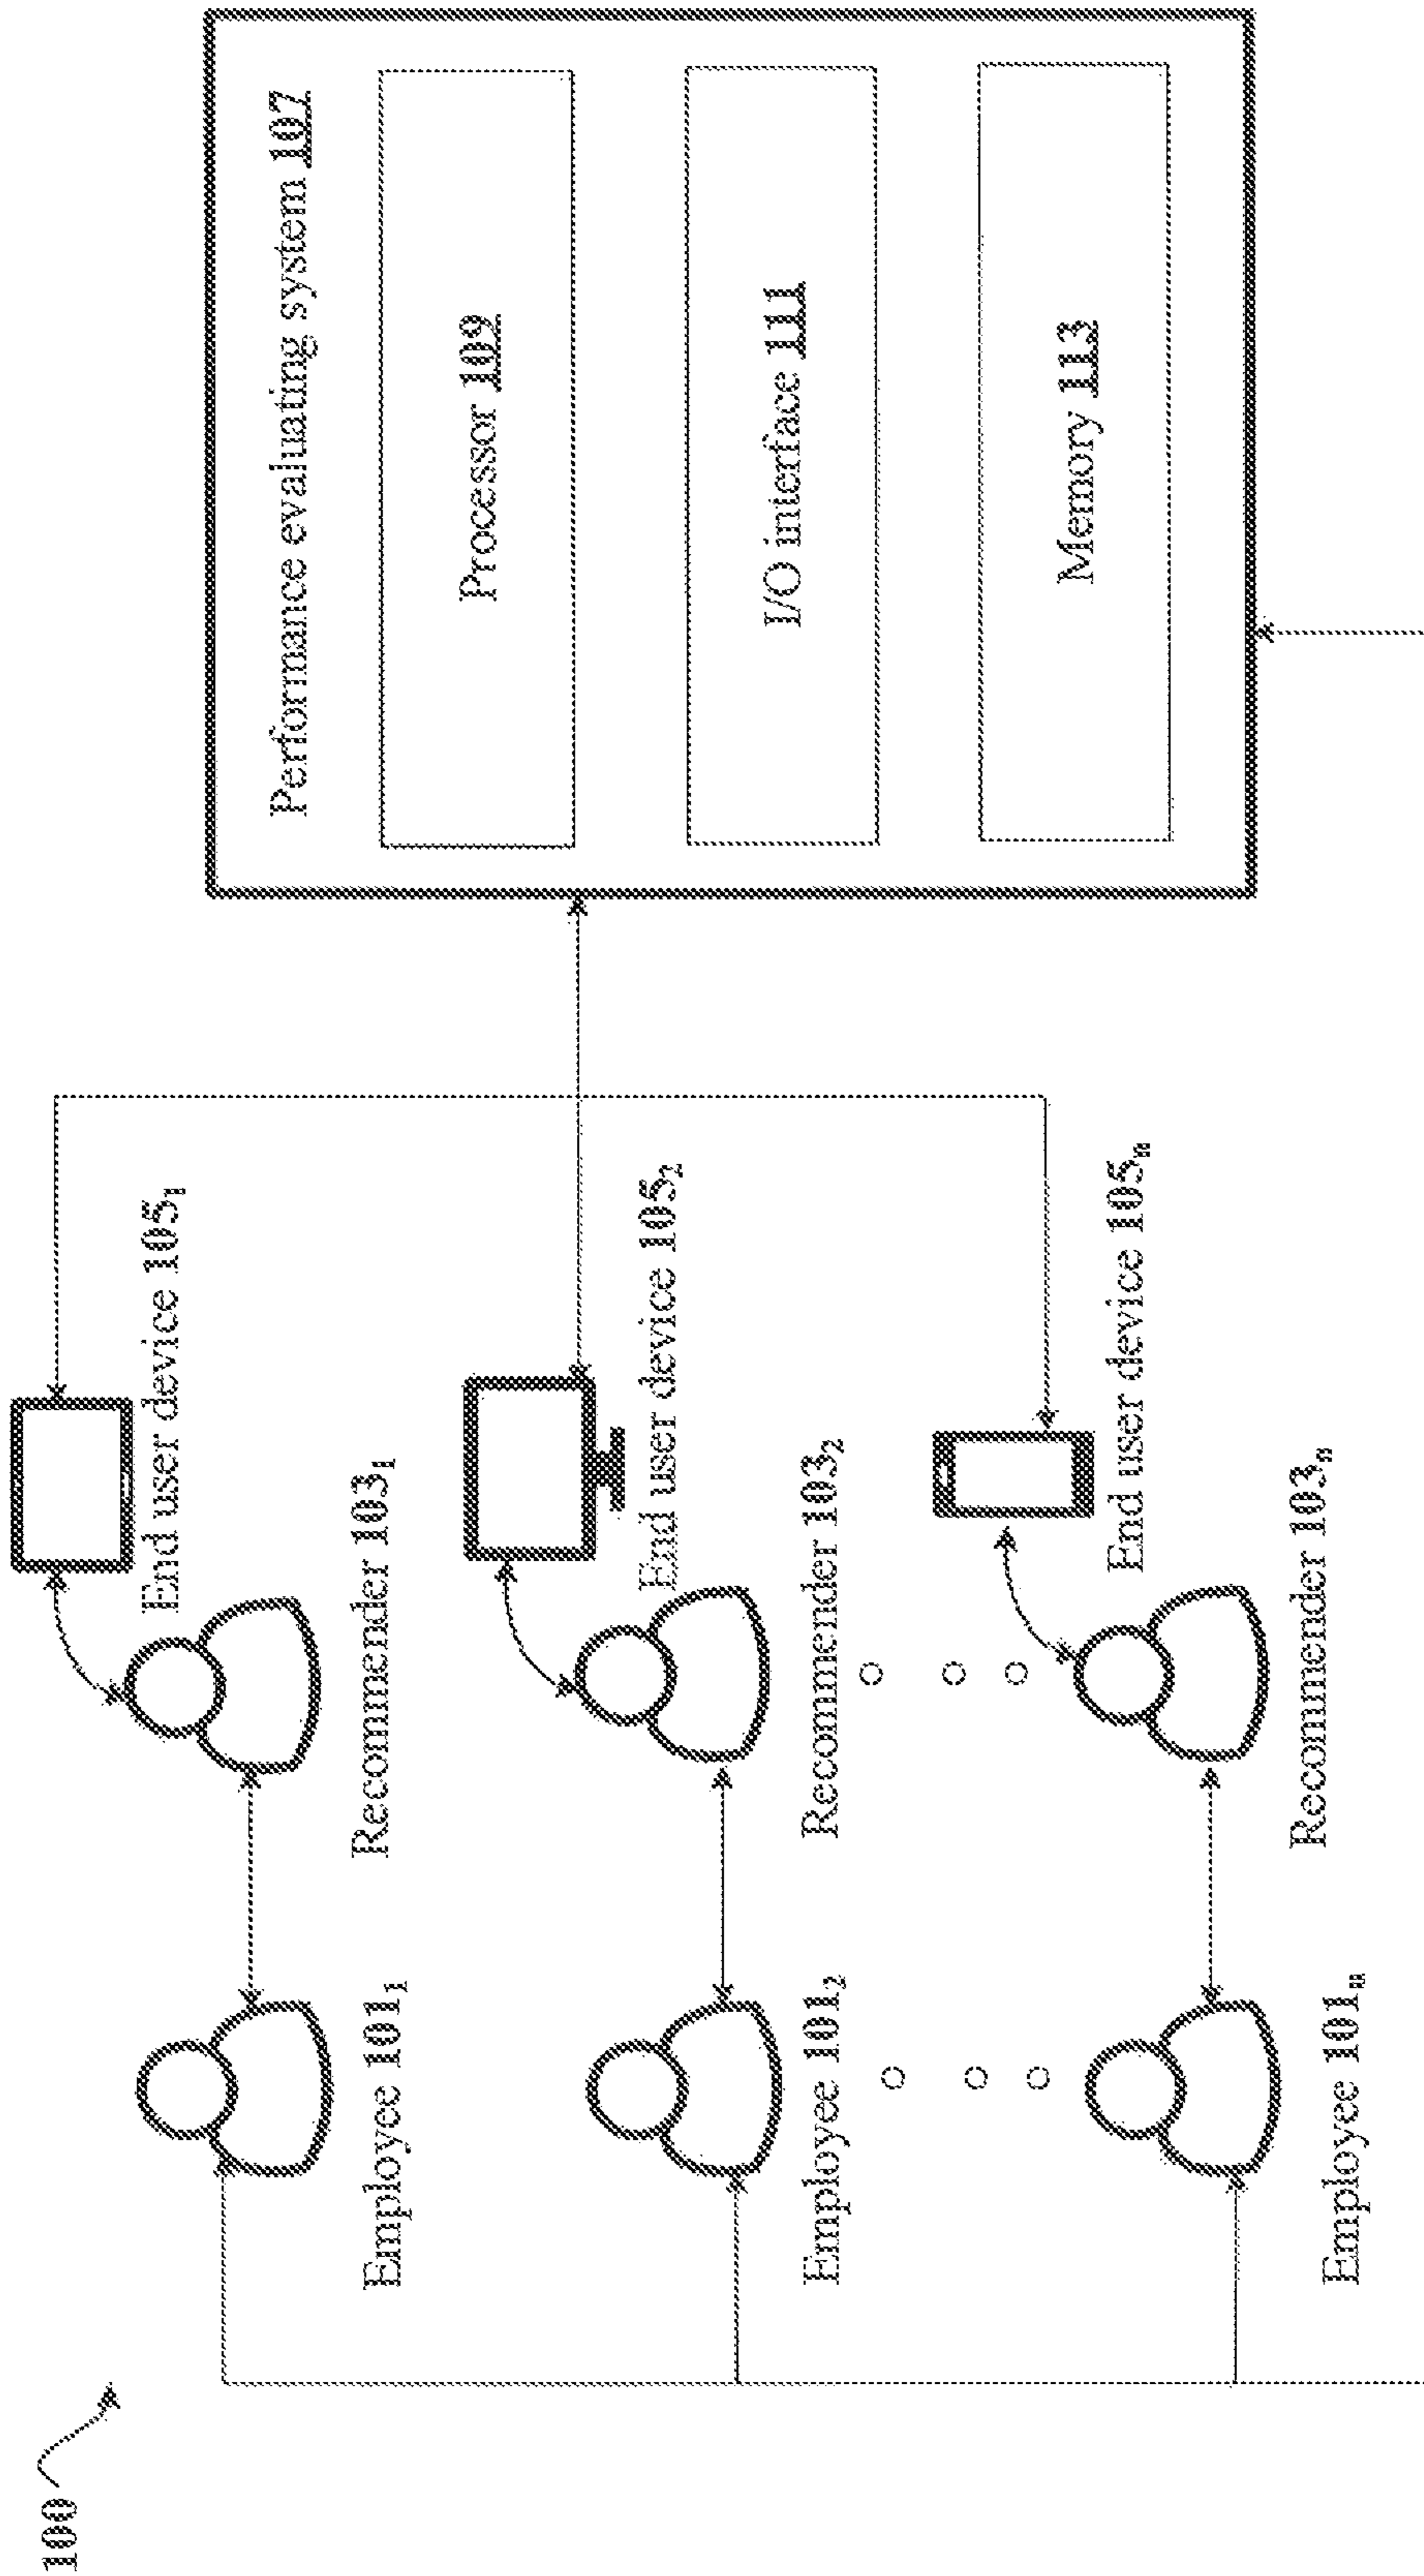 100
Employee 101₁
Recommender 103₁
End user device 105₁
Employee 101₂
Recommender 103₂
End user device 105₂
Employee 101ₙ
Recommender 103ₙ
End user device 105ₙ
Performance evaluating system 107
Processor 109
I/O interface 111
Memory 113